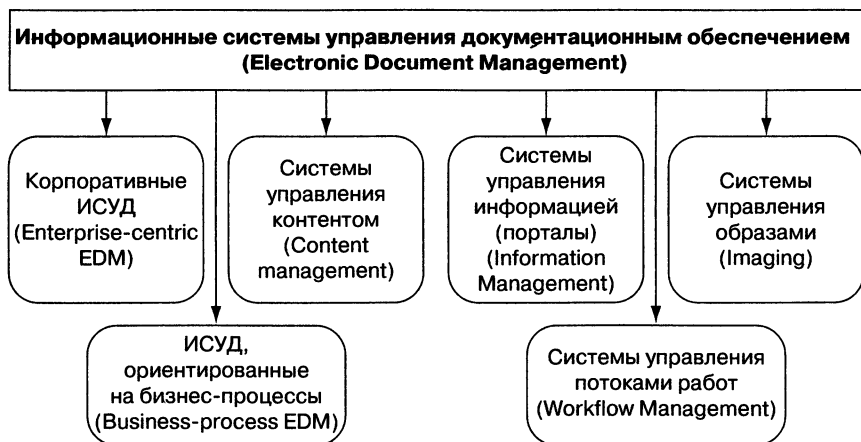 Информационные системы управления документационным обеспечением
(Electronic Document Management)
Корпоративные
ИСУД
(Enterprise-centric
EDM)
Системы
управления
контентом
(Content
management)
Системы
управления
информацией
(порталы)
(Information
Management)
Системы
управления
образами
(Imaging)
ИСУД,
ориентированные
на бизнес-процессы
(Business-process EDM)
Системы управления
потоками работ
(Workflow Management)